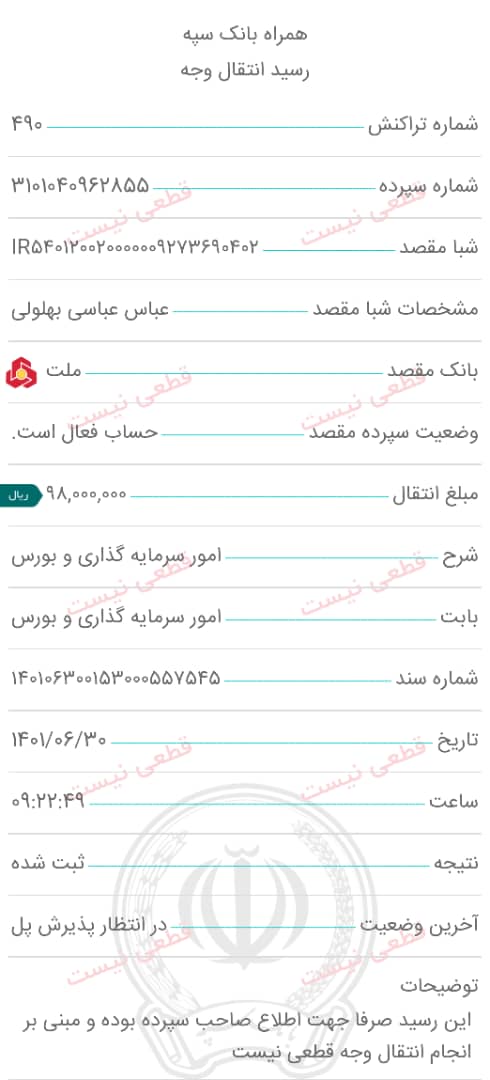 همراه بانک سپه
رسید انتقال وجه
شماره تراکنش ۴۹۰
شماره سپرده ۳۱۰۱۰۴۰۹۶۲۸۵۵
شبا مقصد IR۵۴۰۱۲۰۰۲۰۰۰۰۰۰۹۲۷۳۶۹۰۴۰۲
مشخصات شبا مقصد عباس عباسی بهلولی
بانک مقصد ملت
وضعیت سپرده مقصد حساب فعال است.
مبلغ انتقال ۹۸,۰۰۰,۰۰۰ ریال
شرح امور سرمایه گذاری و بورس
بابت امور سرمایه گذاری و بورس
شماره سند ۱۴۰۱۰۶۳۰۰۱۵۳۰۰۰۵۵۷۵۴۵
تاریخ ۱۴۰۱/۰۶/۳۰
ساعت ۰۹:۲۲:۴۹
نتیجه ثبت شده
آخرین وضعیت در انتظار پذیرش پل
توضیحات
این رسید صرفا جهت اطلاع صاحب سپرده بوده و مبنی بر
انجام انتقال وجه قطعی نیست
قطعی نیست
قطعی نیست
قطعی نیست
قطعی نیست
قطعی نیست
قطعی نیست
قطعی نیست
قطعی نیست
قطعی نیست
قطعی نیست